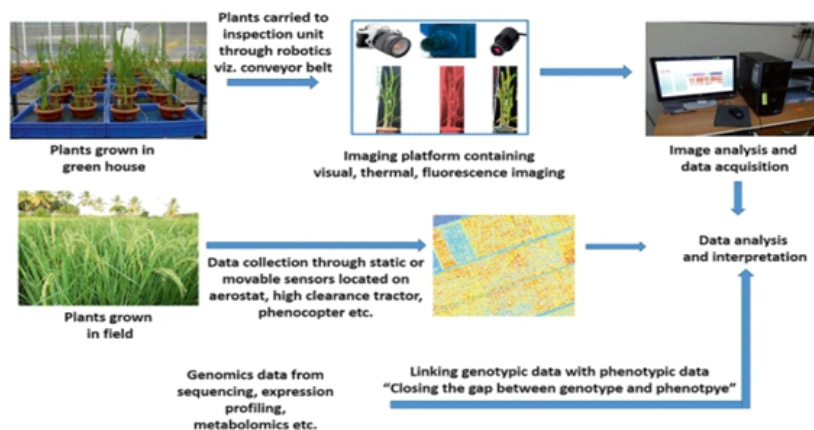 Plants carried to
inspection unit
through robotics
viz. conveyor belt
Plants grown in
green house
Imaging platform containing
visual, thermal, fluorescence imaging
Image analysis and
data acquisition
Data collection through static or
movable sensors located on
aerostat, high clearance tractor,
phenocopter etc.
Data analysis
and interpretation
Plants grown
in field
Genomics data from
sequencing, expression
profiling,
metabolomics etc.
Linking genotypic data with phenotypic data
“Closing the gap between genotype and phenotpye”